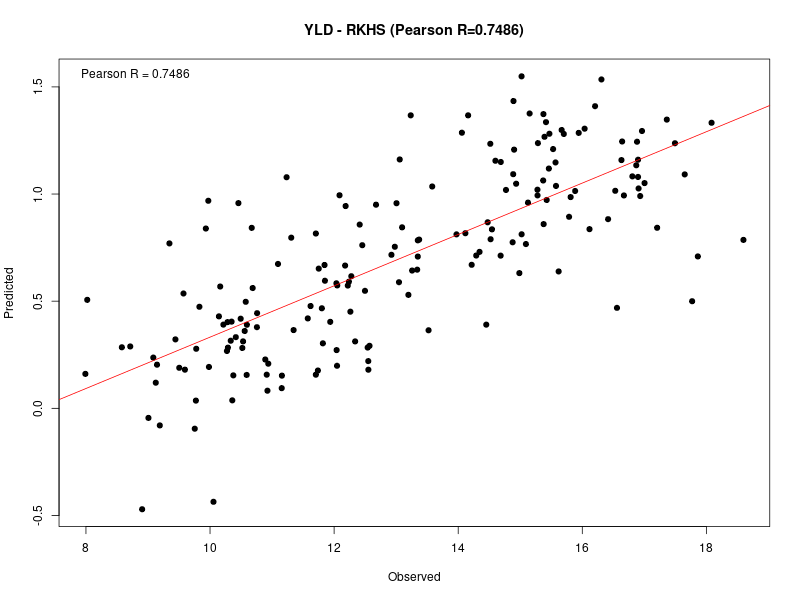 YLD - RKHS (Pearson R=0.7486)
Pearson R = 0.7486
1.5
1.0
0.5
0.0
-0.5
Predicted
8 10 12 14 16 18
Observed